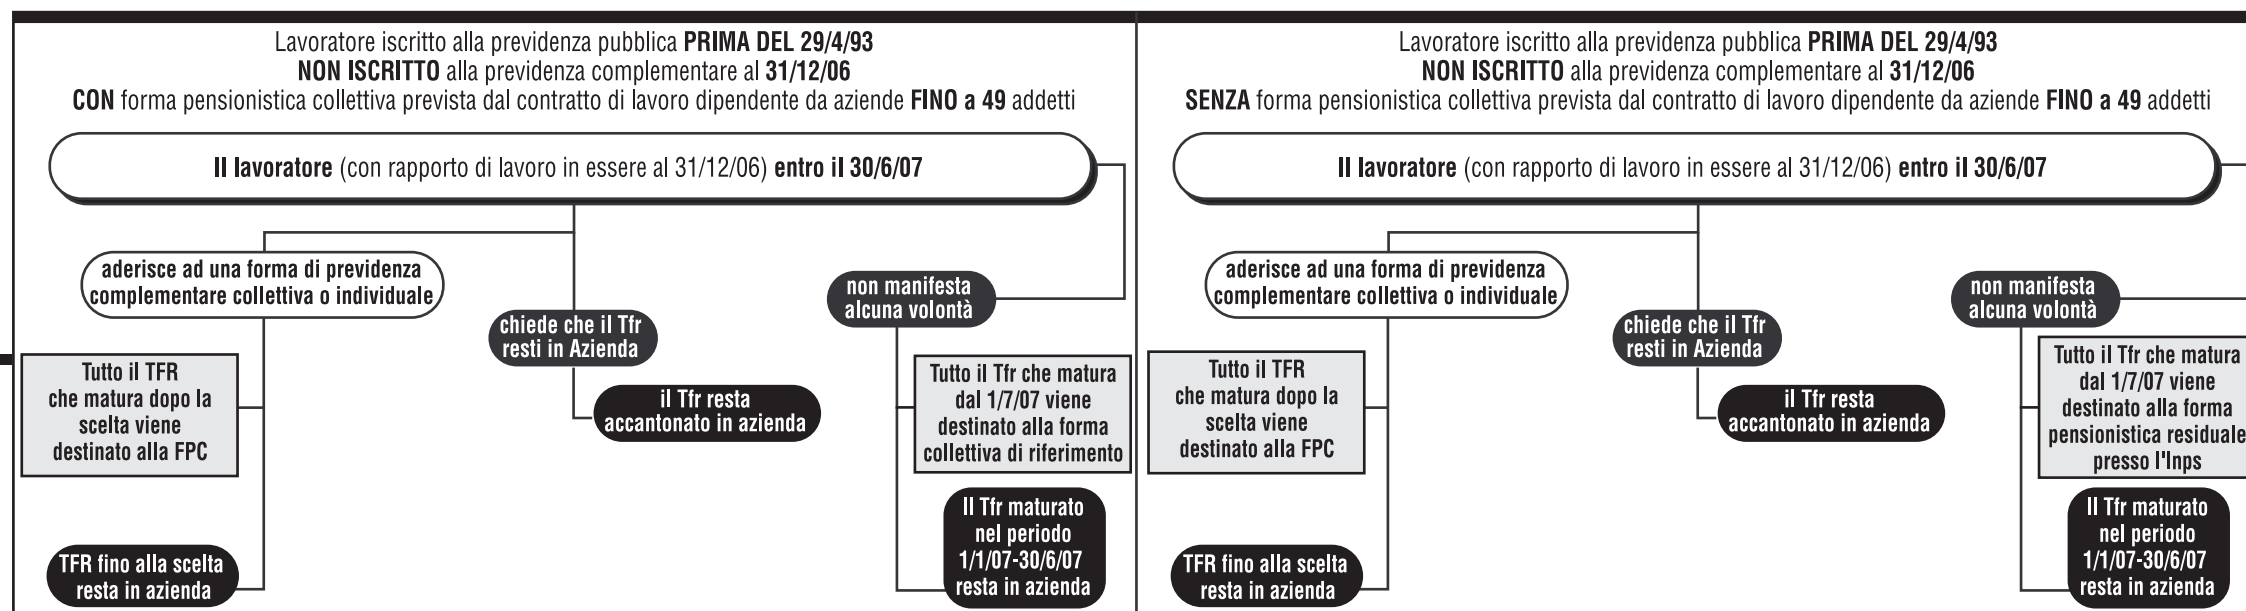 Lavoratore iscritto alla previdenza pubblica PRIMA DEL 29/4/93
NON ISCRITTO alla previdenza complementare al 31/12/06
CON forma pensionistica collettiva prevista dal contratto di lavoro dipendente da aziende FINO a 49 addetti
Il lavoratore (con rapporto di lavoro in essere al 31/12/06) entro il 30/6/07
aderisce ad una forma di previdenza
complementare collettiva o individuale
chiede che il Tfr
resti in Azienda
non manifesta
alcuna volontà
Tutto il TFR
che matura dopo la
scelta viene
destinato alla FPC
il Tfr resta
accantonato in azienda
Tutto il Tfr che matura
dal 1/7/07 viene
destinato alla forma
collettiva di riferimento
TFR fino alla scelta
resta in azienda
Il Tfr maturato
nel periodo
1/1/07-30/6/07
resta in azienda
Lavoratore iscritto alla previdenza pubblica PRIMA DEL 29/4/93
NON ISCRITTO alla previdenza complementare al 31/12/06
SENZA forma pensionistica collettiva prevista dal contratto di lavoro dipendente da aziende FINO a 49 addetti
Il lavoratore (con rapporto di lavoro in essere al 31/12/06) entro il 30/6/07
aderisce ad una forma di previdenza
complementare collettiva o individuale
chiede che il Tfr
resti in Azienda
non manifesta
alcuna volontà
Tutto il TFR
che matura dopo la
scelta viene
destinato alla FPC
il Tfr resta
accantonato in azienda
Tutto il Tfr che matura
dal 1/7/07 viene
destinato alla forma
pensionistica residuale
presso l'Inps
TFR fino alla scelta
resta in azienda
Il Tfr maturato
nel periodo
1/1/07-30/6/07
resta in azienda